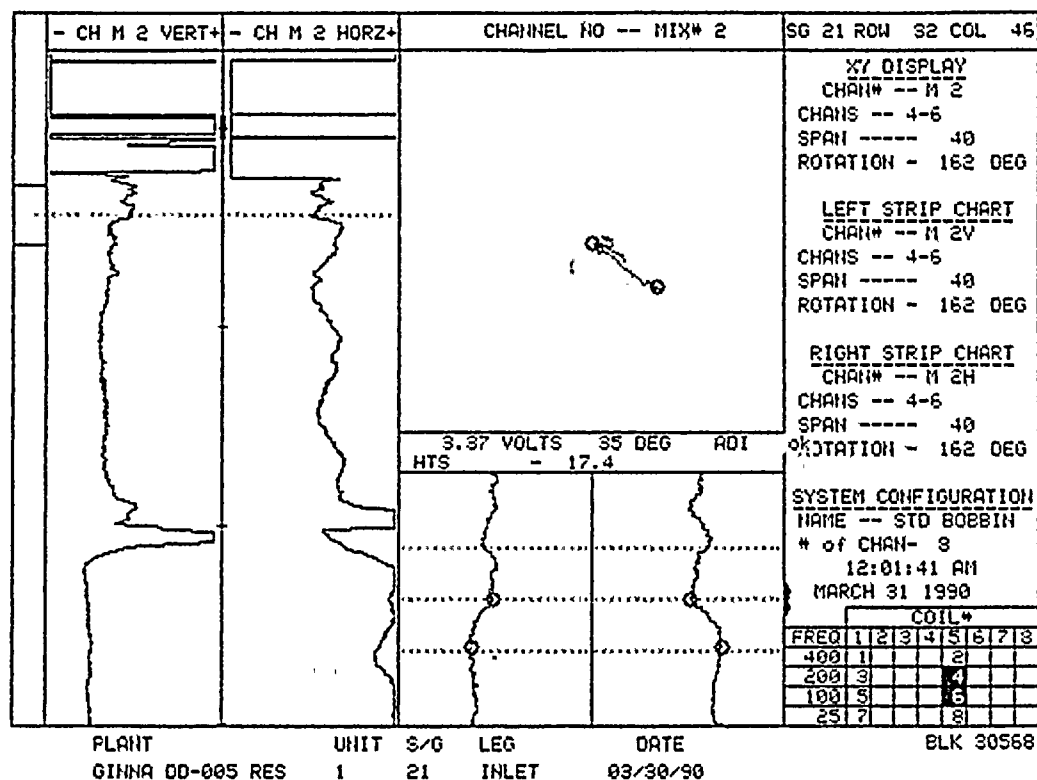 - CH M 2 VERT+
- CH M 2 HORZ+
CHANNEL NO -- MIX# 2
SG 21 ROW 32 COL 46
XY DISPLAY
CHAN# -- M 2
CHANS -- 4-6
SPAN ----- 40
ROTATION - 162 DEG
LEFT STRIP CHART
CHAN# -- M 2V
CHANS -- 4-6
SPAN ----- 40
ROTATION - 162 DEG
RIGHT STRIP CHART
CHAN# -- M 2H
CHANS -- 4-6
SPAN ----- 40
ROTATION - 162 DEG
3.37 VOLTS 35 DEG ADI ok
HTS - 17.4
SYSTEM CONFIGURATION
NAME -- STD BOBBIN
# of CHAN- 8
12:01:41 AM
MARCH 31 1990
COIL#
FREQ 1 2 3 4 5 6 7 8
400 1 2
200 3 4
100 5 6
25 7 8
PLANT UNIT S/G LEG DATE BLK 30568
GINNA DD-005 RES 1 21 INLET 03/30/90